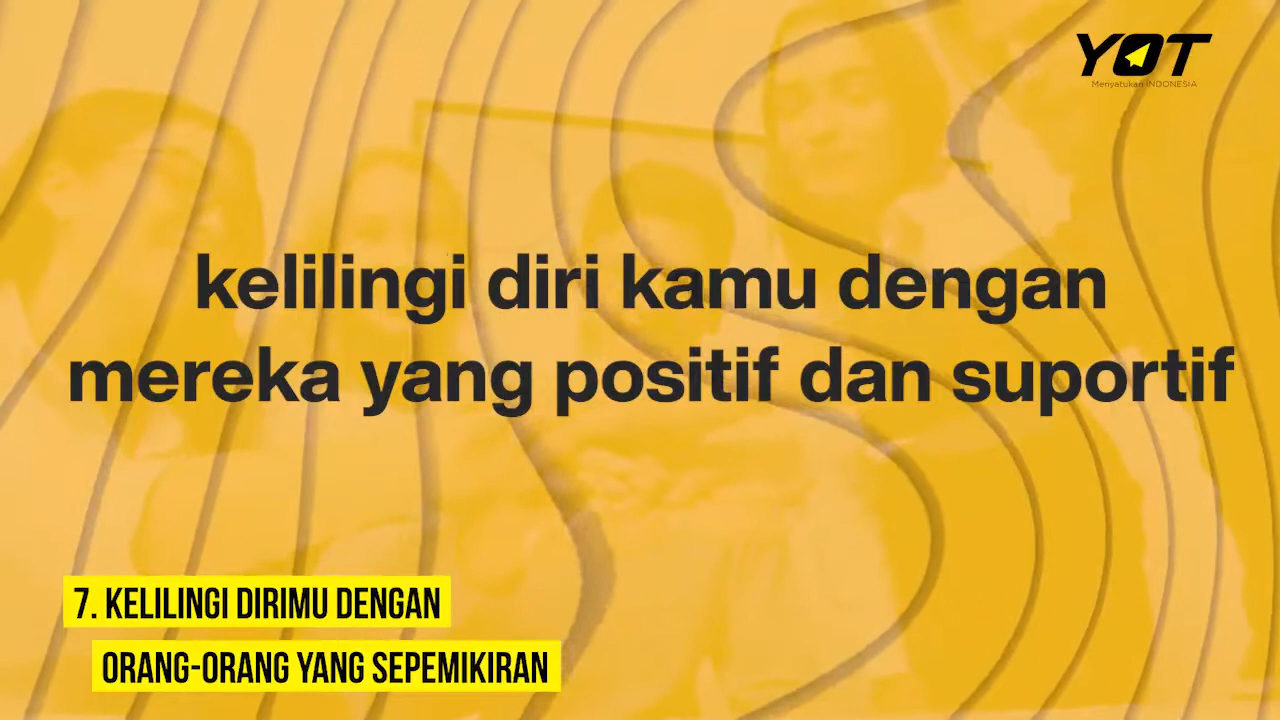 YOT
Menyatukan INDONESIA
kelilingi diri kamu dengan
mereka yang positif dan suportif
7. KELILINGI DIRIMU DENGAN
ORANG-ORANG YANG SEPEMIKIRAN